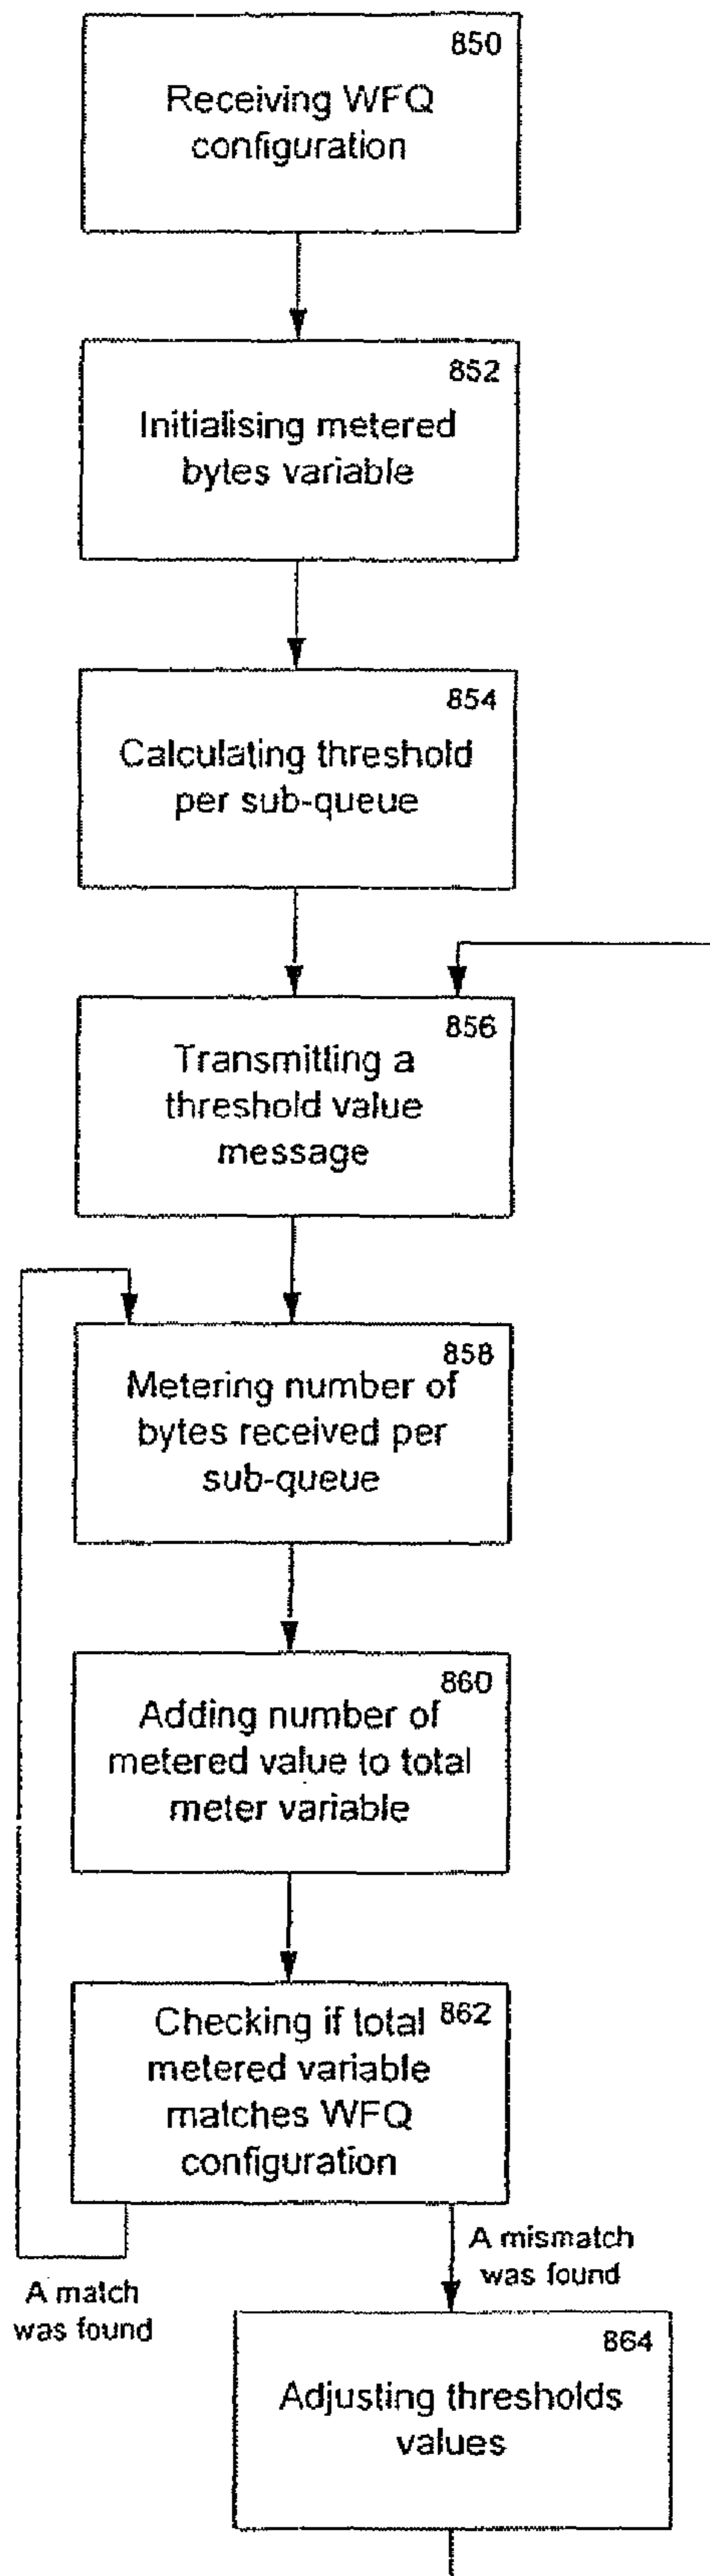 850
Receiving WFQ
configuration
852
Initialising metered
bytes variable
854
Calculating threshold
per sub-queue
856
Transmitting a
threshold value
message
858
Metering number of
bytes received per
sub-queue
860
Adding number of
metered value to total
meter variable
862
Checking if total
metered variable
matches WFQ
configuration
A mismatch
was found
A match
was found
864
Adjusting thresholds
values